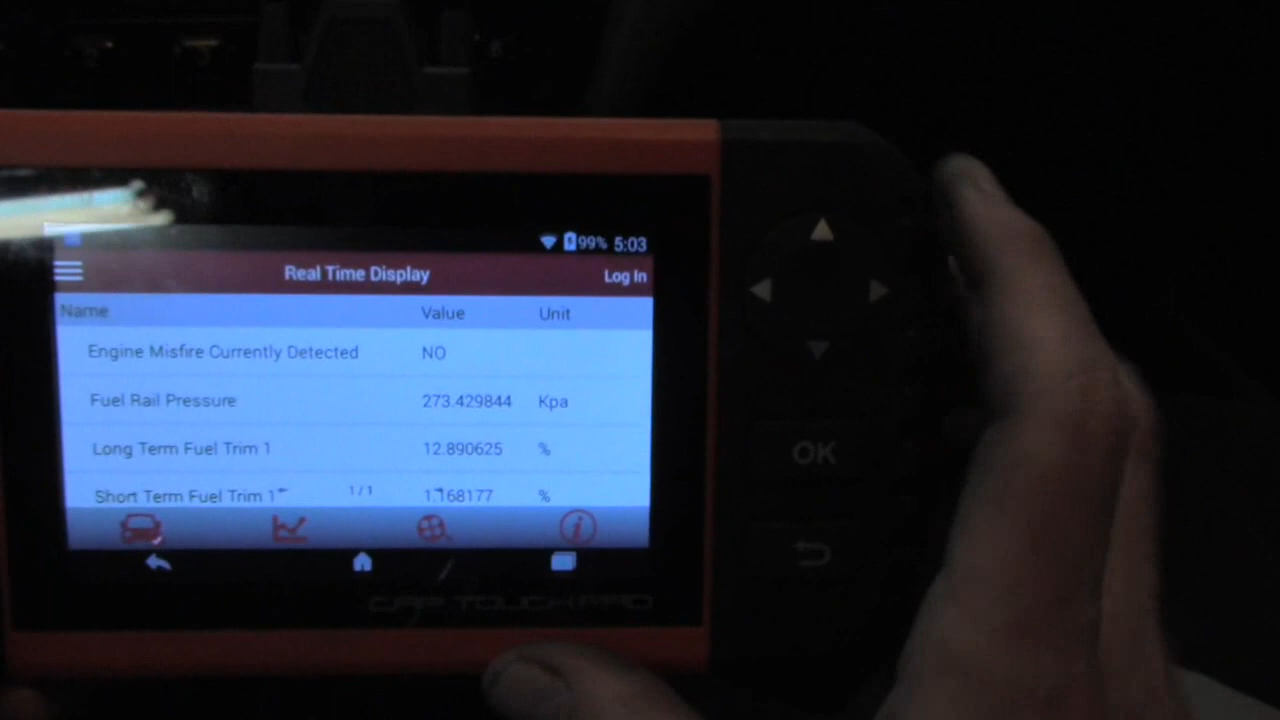 99% 5:03
Real Time Display Log In
Name Value Unit
Engine Misfire Currently Detected NO
Fuel Rail Pressure 273.429844 Kpa
Long Term Fuel Trim 1 12.890625 %
Short Term Fuel Trim 1 1.168177 %
1/1
OK
CRP TOUCH PRO